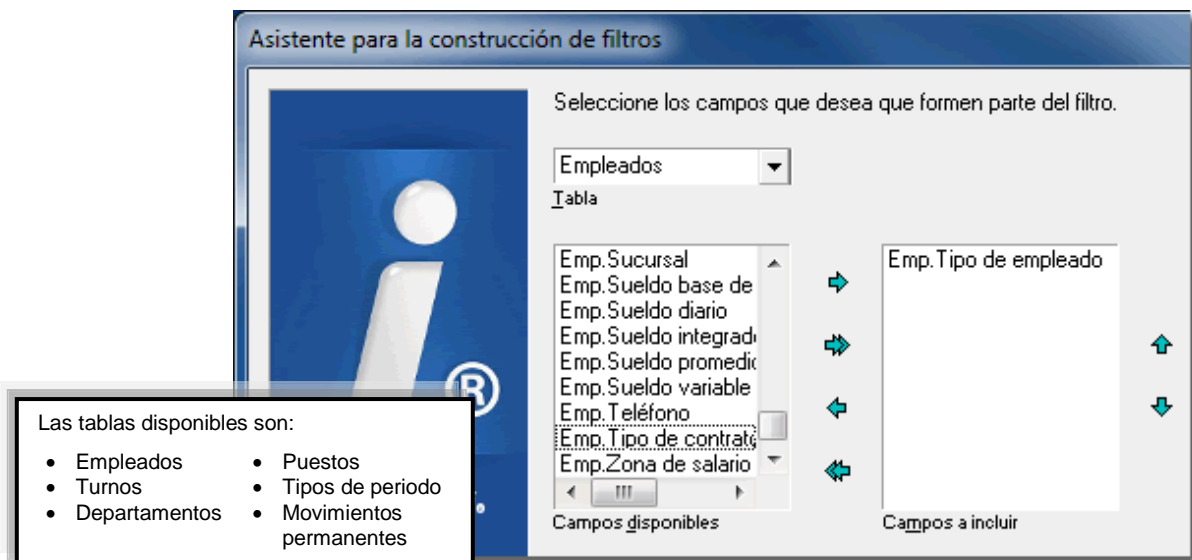 Asistente para la construcción de filtros
Seleccione los campos que desea que formen parte del filtro.
Empleados
Tabla
Emp.Sucursal
Emp.Sueldo base de
Emp.Sueldo diario
Emp.Sueldo integrad
Emp.Sueldo promedi
Emp.Sueldo variable
Emp.Teléfono
Emp.Tipo de contrat
Emp.Zona de salario
Campos disponibles
Emp.Tipo de empleado
Campos a incluir
i
®
Las tablas disponibles son:
• Empleados
• Turnos
• Departamentos
• Puestos
• Tipos de periodo
• Movimientos
permanentes